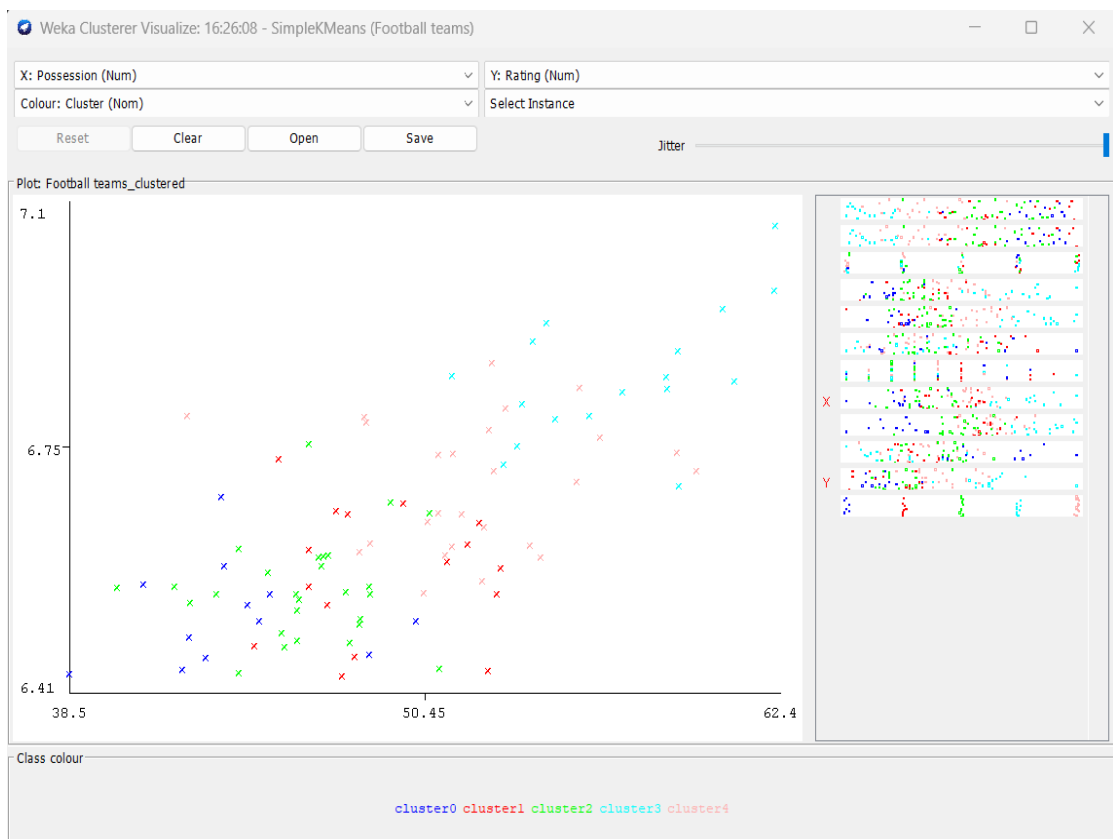 Weka Clusterer Visualize: 16:26:08 - SimpleKMeans (Football teams)
X: Possession (Num) Y: Rating (Num)
Colour: Cluster (Nom) Select Instance
Reset Clear Open Save Jitter
Plot: Football teams_clustered
7.1
6.75
6.41
38.5 50.45 62.4
X
Y
Class colour
cluster0 cluster1 cluster2 cluster3 cluster4